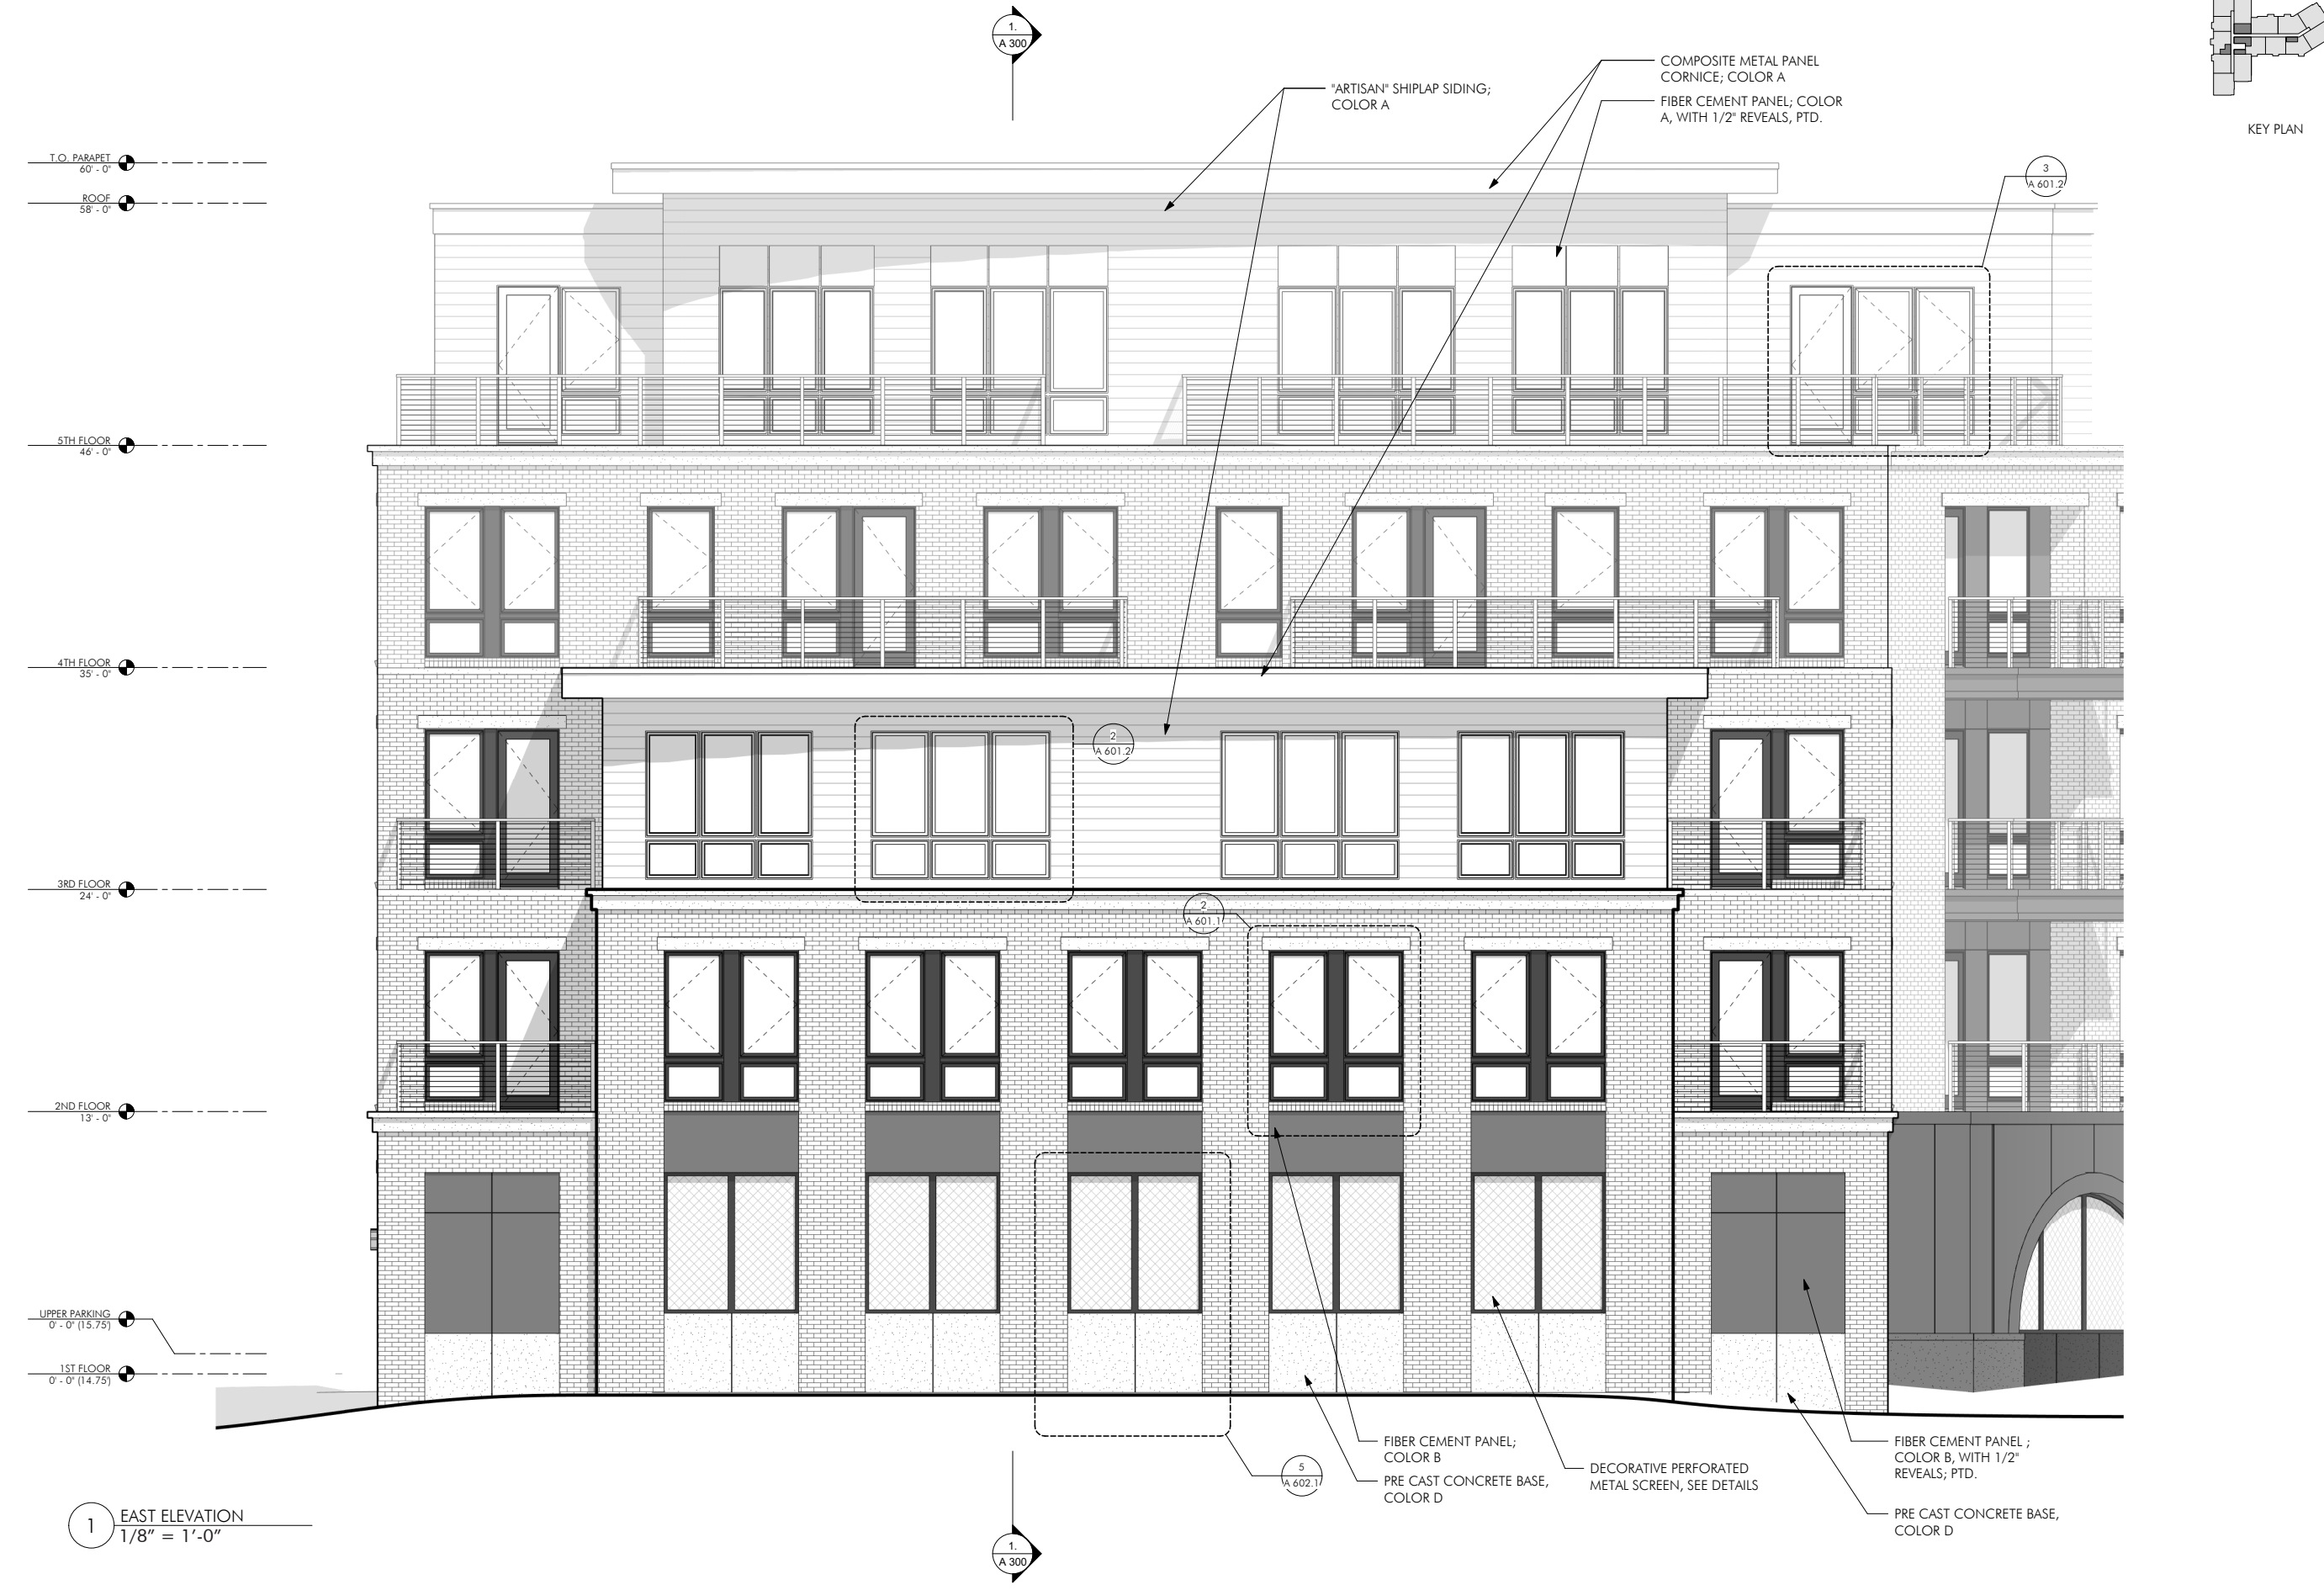 1.
A 300
COMPOSITE METAL PANEL
CORNICE; COLOR A
"ARTISAN" SHIPLAP SIDING;
COLOR A
FIBER CEMENT PANEL; COLOR
A, WITH 1/2" REVEALS, PTD.
KEY PLAN
T.O. PARAPET
60' - 0"
3
A 601.2
ROOF
58' - 0"
5TH FLOOR
46' - 0"
4TH FLOOR
35' - 0"
2
A 601.2
3RD FLOOR
24' - 0"
2
A 601.1
2ND FLOOR
13' - 0"
UPPER PARKING
0' - 0" (15.75')
1ST FLOOR
0' - 0" (14.75')
FIBER CEMENT PANEL;
COLOR B
PRE CAST CONCRETE BASE,
COLOR D
DECORATIVE PERFORATED
METAL SCREEN, SEE DETAILS
FIBER CEMENT PANEL ;
COLOR B, WITH 1/2"
REVEALS; PTD.
PRE CAST CONCRETE BASE,
COLOR D
5
A 602.1
1
EAST ELEVATION
1/8" = 1'-0"
1.
A 300